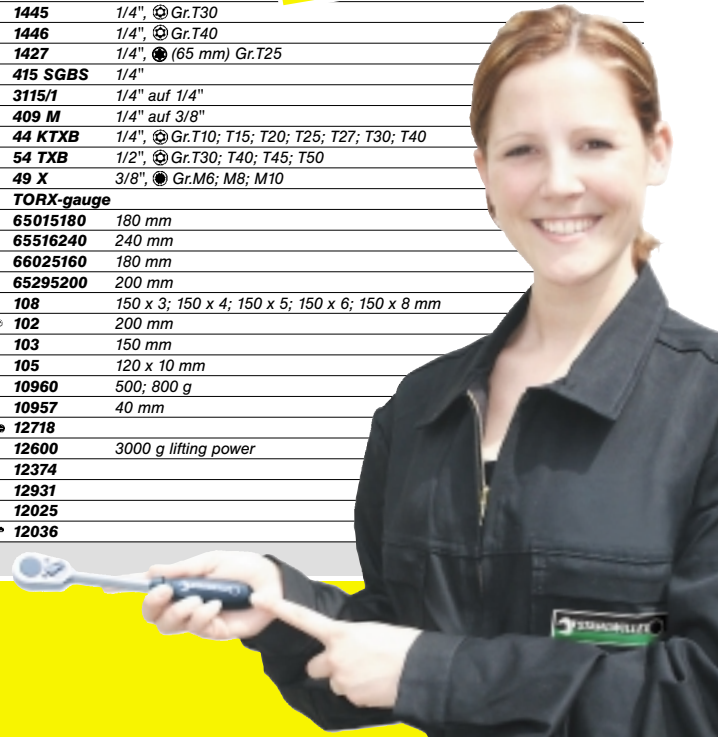 1445 1/4", Gr.T30
1446 1/4", Gr.T40
1427 1/4", (65 mm) Gr.T25
415 SGBS 1/4"
3115/1 1/4" auf 1/4"
409 M 1/4" auf 3/8"
44 KTXB 1/4", Gr.T10; T15; T20; T25; T27; T30; T40
54 TXB 1/2", Gr.T30; T40; T45; T50
49 X 3/8", Gr.M6; M8; M10
TORX-gauge
65015180 180 mm
65516240 240 mm
66025160 180 mm
65295200 200 mm
108 150 x 3; 150 x 4; 150 x 5; 150 x 6; 150 x 8 mm
102 200 mm
103 150 mm
105 120 x 10 mm
10960 500; 800 g
10957 40 mm
12718
12600 3000 g lifting power
12374
12931
12025
12036
STAHLWILLE